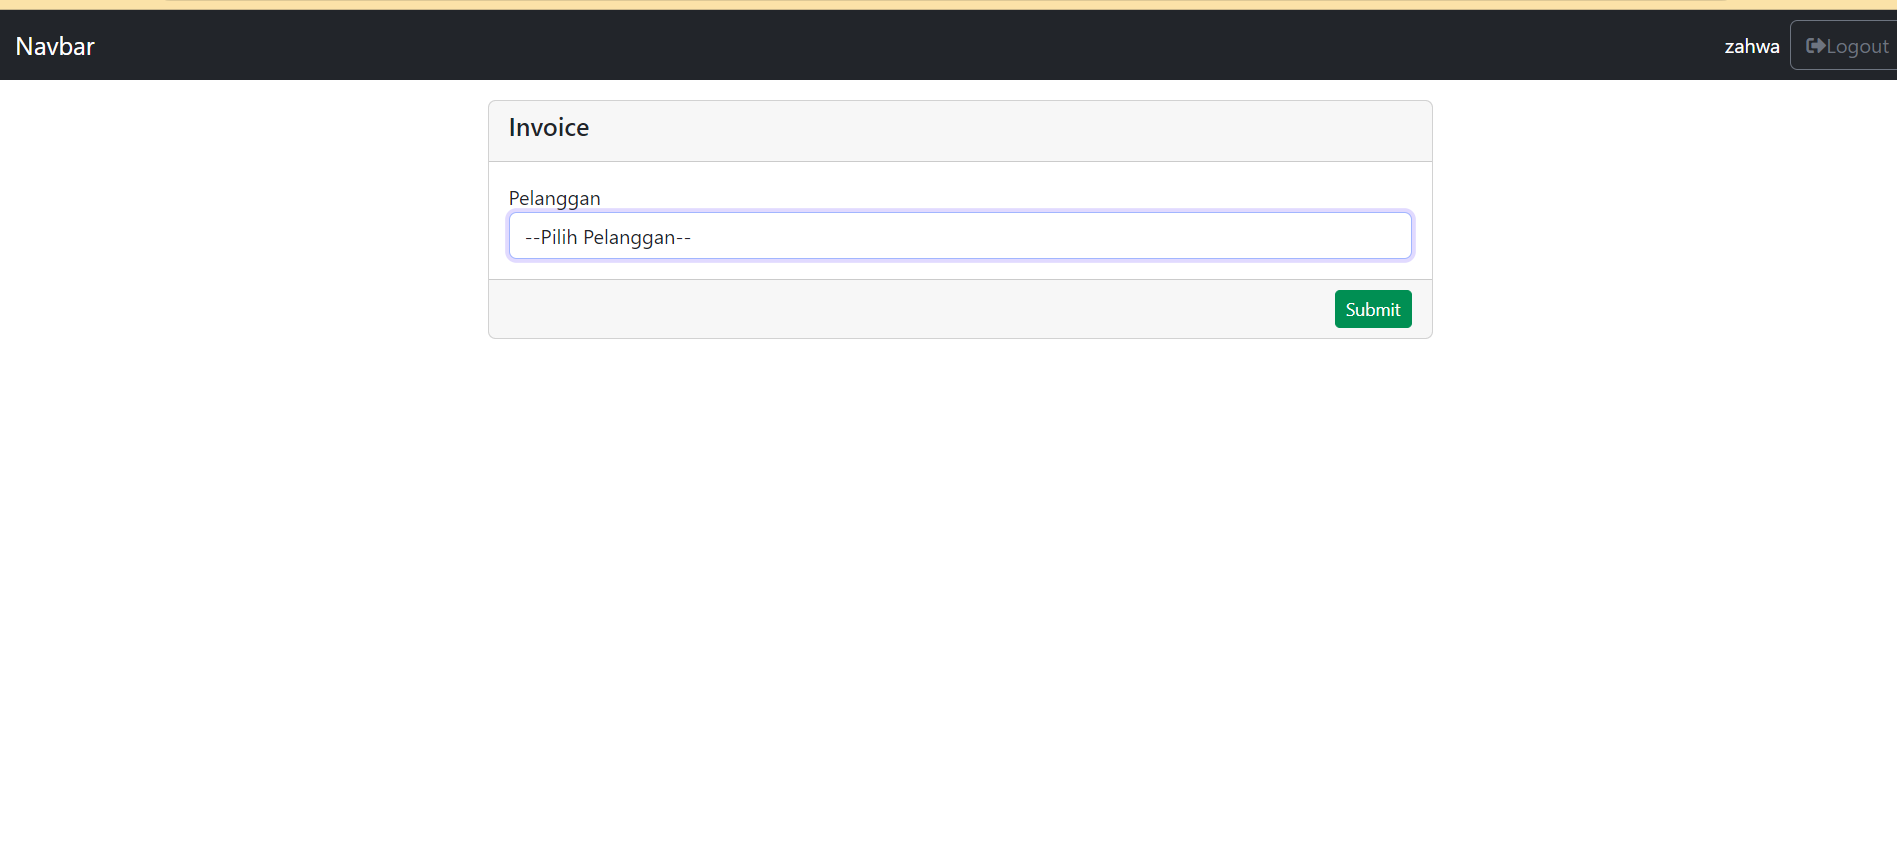 Navbar
zahwa
Logout
Invoice
Pelanggan
--Pilih Pelanggan--
Submit